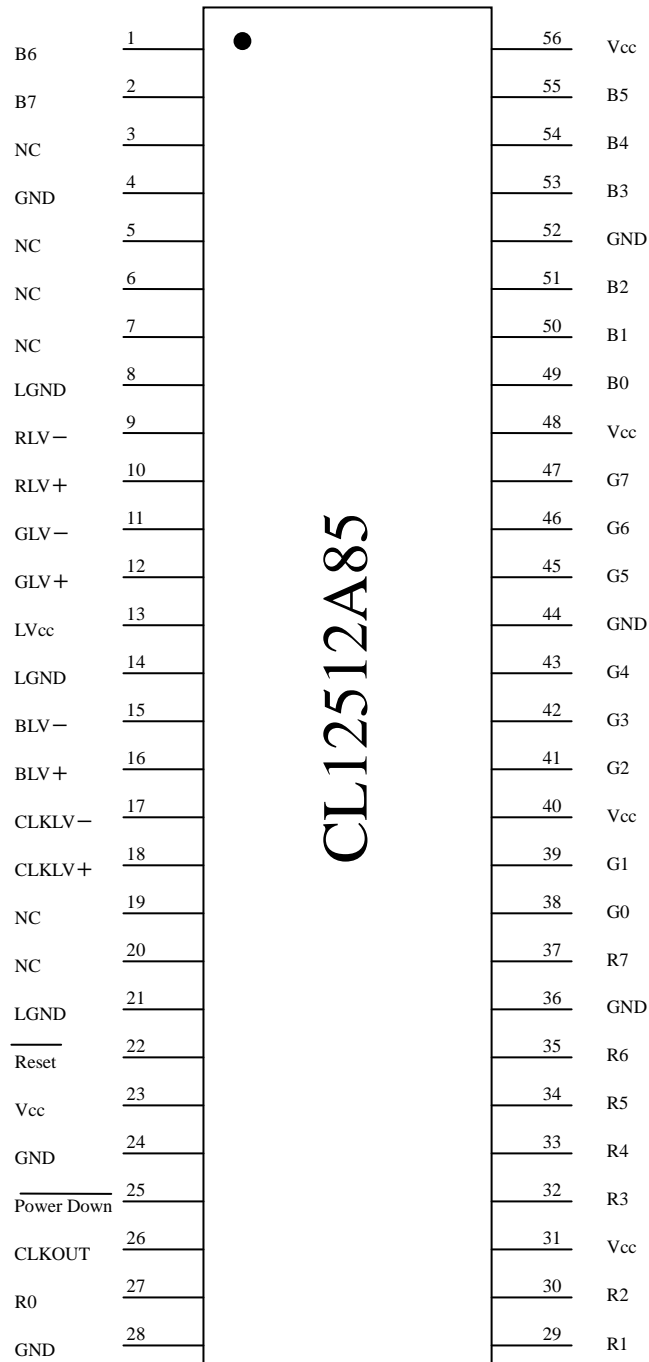 B6 1 56 Vcc
B7 2 55 B5
NC 3 54 B4
GND 4 53 B3
NC 5 52 GND
NC 6 51 B2
NC 7 50 B1
LGND 8 49 B0
RLV− 9 48 Vcc
RLV+ 10 47 G7
GLV− 11 46 G6
GLV+ 12 45 G5
LVcc 13 44 GND
LGND 14 43 G4
BLV− 15 42 G3
BLV+ 16 41 G2
CLKLV− 17 40 Vcc
CLKLV+ 18 39 G1
NC 19 38 G0
NC 20 37 R7
LGND 21 36 GND
Reset 22 35 R6
Vcc 23 34 R5
GND 24 33 R4
Power Down 25 32 R3
CLKOUT 26 31 Vcc
R0 27 30 R2
GND 28 29 R1
CL12512A85